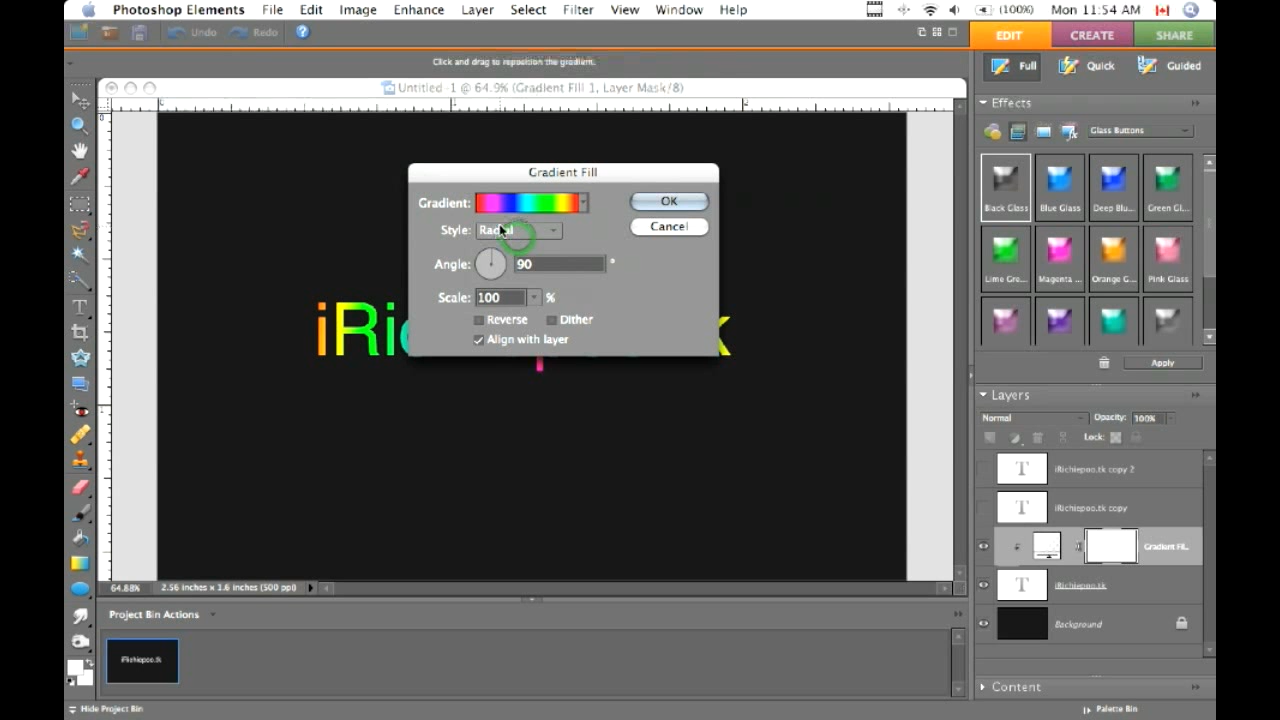 Photoshop Elements File Edit Image Enhance Layer Select Filter View Window Help (100%) Mon 11:54 AM
Undo Redo ? EDIT CREATE SHARE
Click and drag to reposition the gradient. Full Quick Guided
Untitled-1 @ 64.9% (Gradient Fill 1, Layer Mask/8)
Effects
Glass Buttons
Black Glass Blue Glass Deep Blu... Green Gl...
Lime Gre... Magenta ... Orange G... Pink Glass
Apply
Gradient Fill
Gradient: OK
Style: Radial Cancel
Angle: 90 °
Scale: 100 %
Reverse Dither
Align with layer
iRi k
Layers
Normal Opacity: 100%
Lock:
T iRichiepoo.tk copy 2
T iRichiepoo.tk copy
Gradient Fil...
T iRichiepoo.tk
Background
Content
64.88% 2.56 inches x 1.6 inches (500 ppi)
Project Bin Actions
iRichiepoo.tk
Hide Project Bin Palette Bin